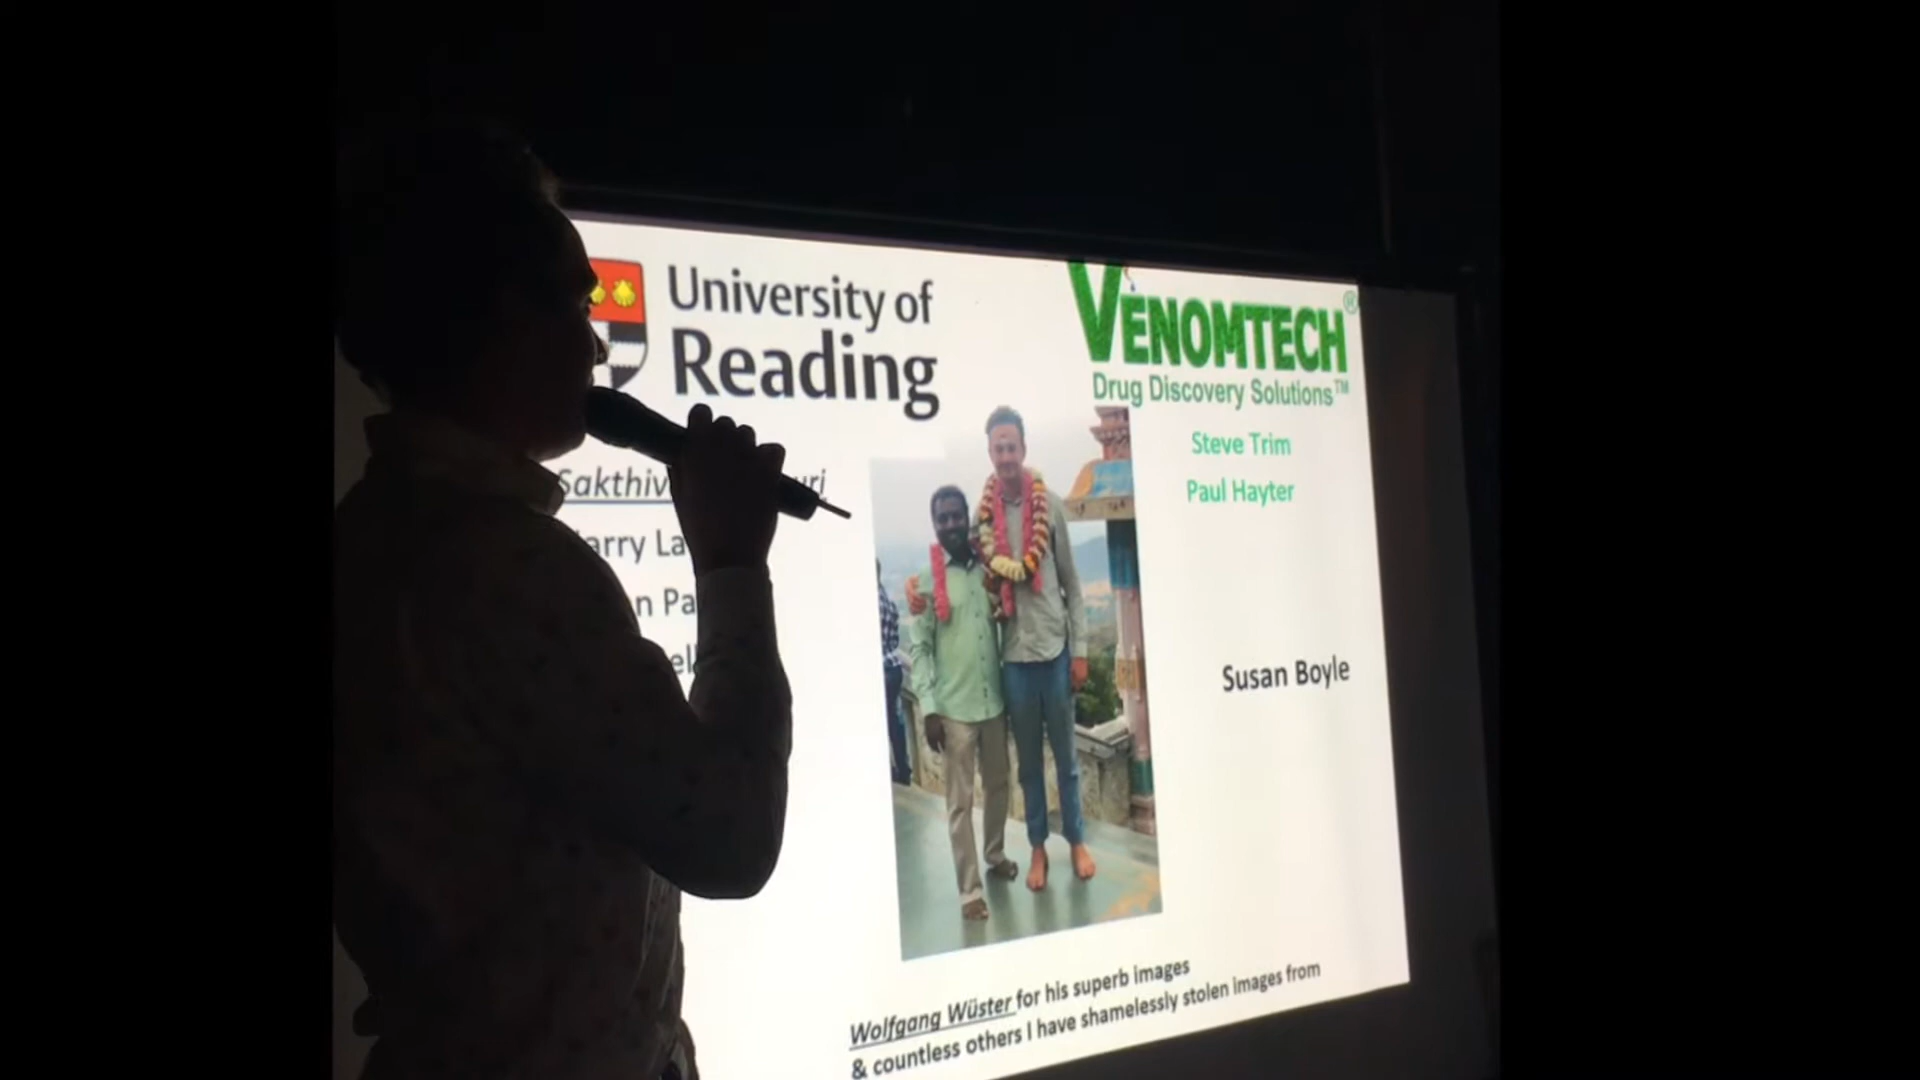 University of
Reading
VENOMTECH®
Drug Discovery Solutions™
Steve Trim
Paul Hayter
Susan Boyle
Wolfgang Wüster for his superb images
& countless others I have shamelessly stolen images from